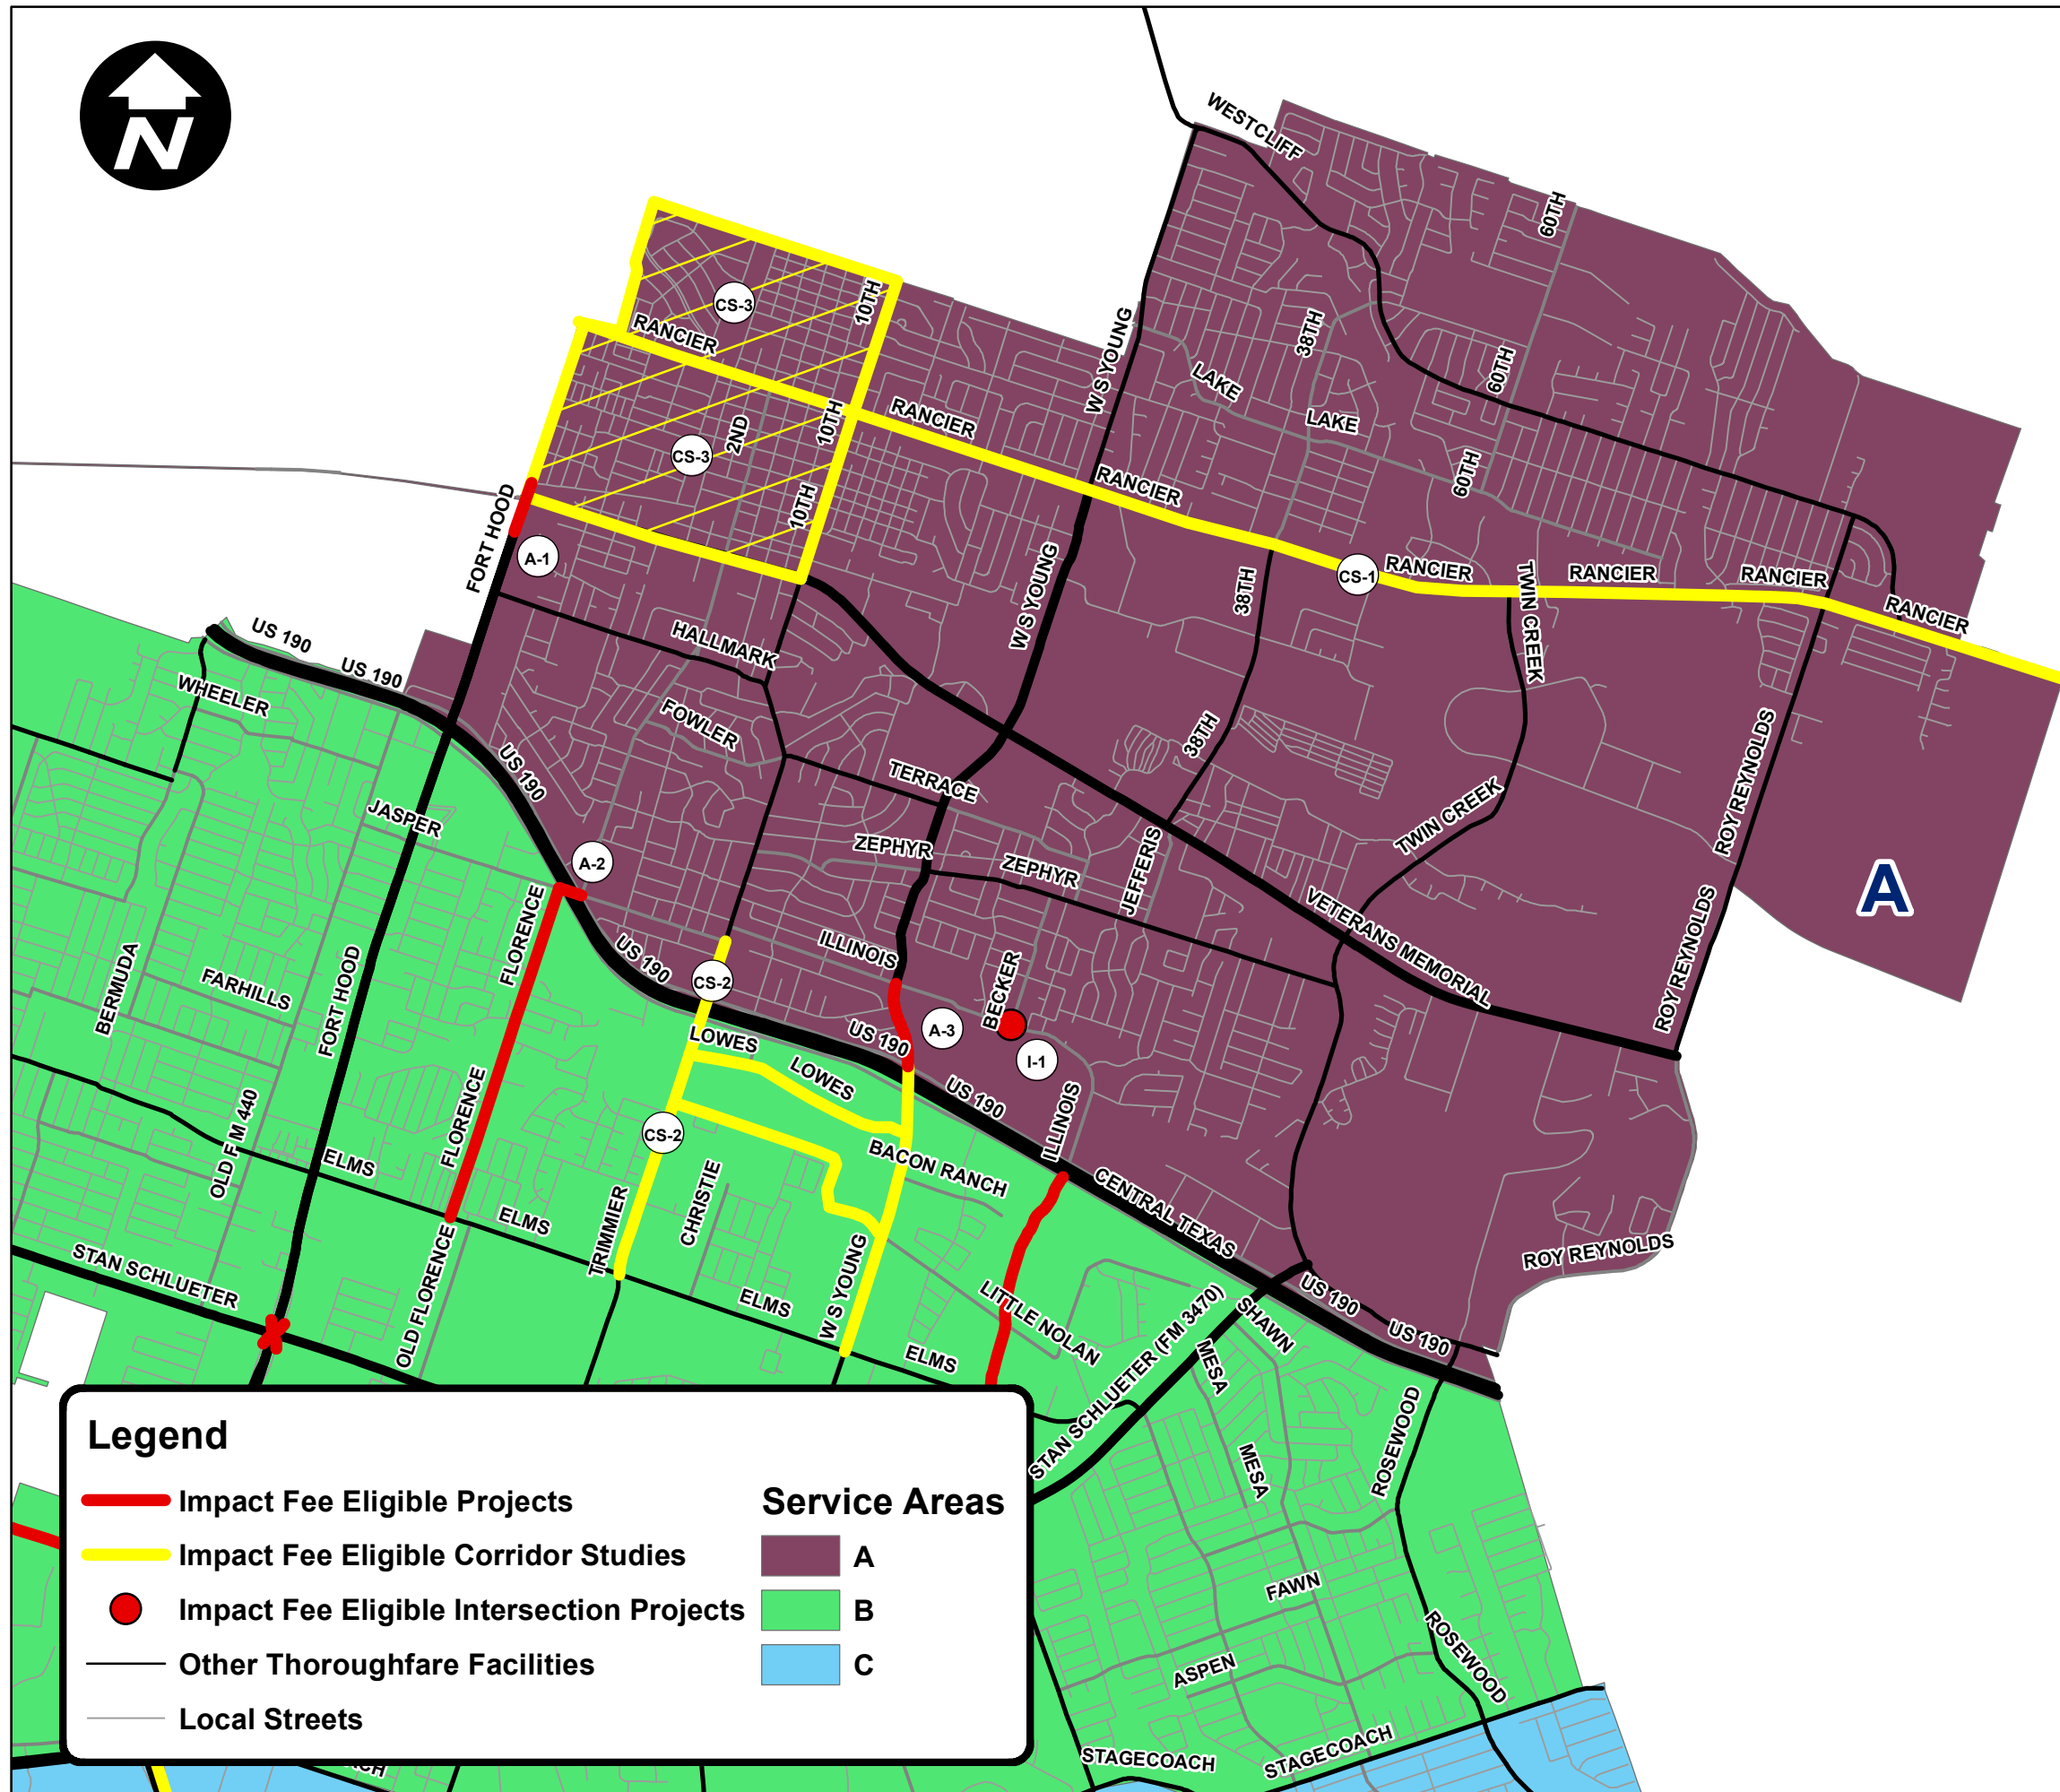 N
WESTCLIFF
60TH
CS-3
10TH
RANCIER
W S YOUNG
38TH
LAKE
60TH
LAKE
2ND
10TH
RANCIER
CS-3
RANCIER
60TH
10TH
FORT HOOD
A-1
W S YOUNG
38TH
CS-1
RANCIER
TWIN CREEK
RANCIER
RANCIER
RANCIER
US 190
US 190
HALLMARK
WHEELER
FOWLER
38TH
US 190
TERRACE
ROY REYNOLDS
JASPER
ZEPHYR
ZEPHYR
JEFFERIS
TWIN CREEK
A-2
A
FLORENCE
US 190
ILLINOIS
VETERANS MEMORIAL
ROY REYNOLDS
BERMUDA
FARHILLS
FORT HOOD
CS-2
BECKER
A-3
US 190
I-1
LOWES
LOWES
US 190
OLD F M 440
FLORENCE
CS-2
BACON RANCH
ILLINOIS
ELMS
ELMS
TRIMMIER
CHRISTIE
CENTRAL TEXAS
ROY REYNOLDS
STAN SCHLUETER
OLD FLORENCE
ELMS
W S YOUNG
LITTLE NOLAN
ELMS
SHAWN
US 190
US 190
STAN SCHLUETER (FM 3470)
MESA
MESA
ROSEWOOD
FAWN
ROSEWOOD
ASPEN
STAGECOACH
STAGECOACH
Legend
Impact Fee Eligible Projects
Impact Fee Eligible Corridor Studies
Impact Fee Eligible Intersection Projects
Other Thoroughfare Facilities
Local Streets
Service Areas
A
B
C